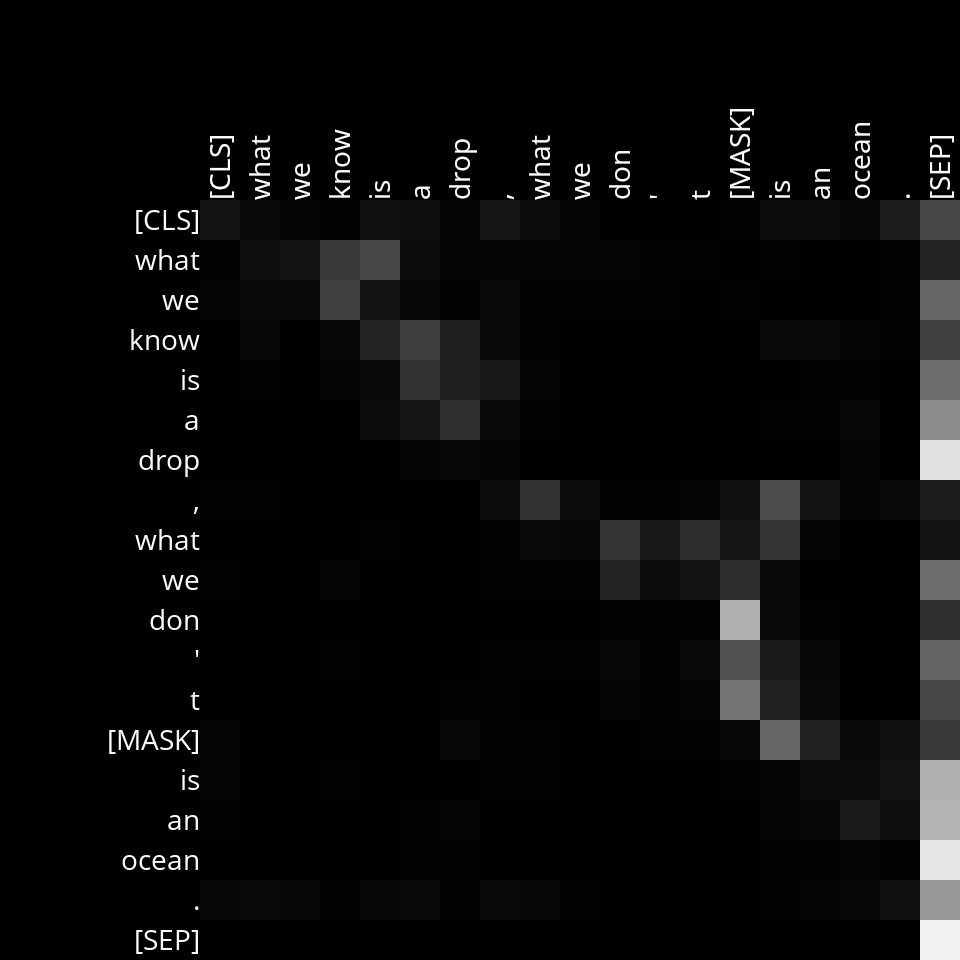 [CLS] what we know is a drop , what we don ' t [MASK] is an ocean . [SEP]
[CLS]
what
we
know
is
a
drop
,
what
we
don
'
t
[MASK]
is
an
ocean
.
[SEP]